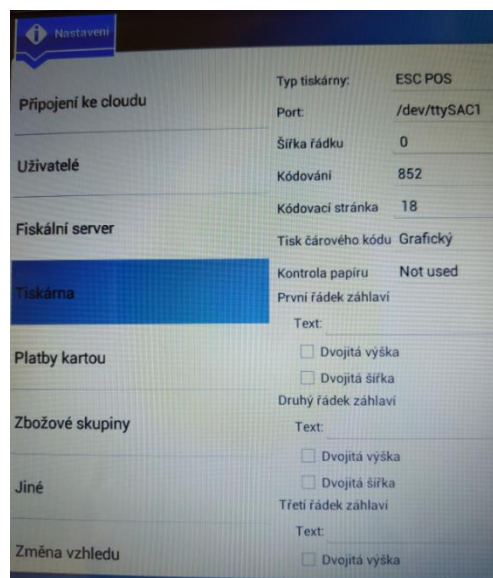 Nastavení
Připojení ke cloudu
Uživatelé
Fiskální server
Tiskárna
Platby kartou
Zbožové skupiny
Jiné
Změna vzhledu
Typ tiskárny: ESC POS
Port: /dev/ttySAC1
Šířka řádku 0
Kódování 852
Kódovací stránka 18
Tisk čárového kódu Grafický
Kontrola papíru Not used
První řádek záhlaví
Text:
Dvojitá výška
Dvojitá šířka
Druhý řádek záhlaví
Text:
Dvojitá výška
Dvojitá šířka
Třetí řádek záhlaví
Text:
Dvojitá výška